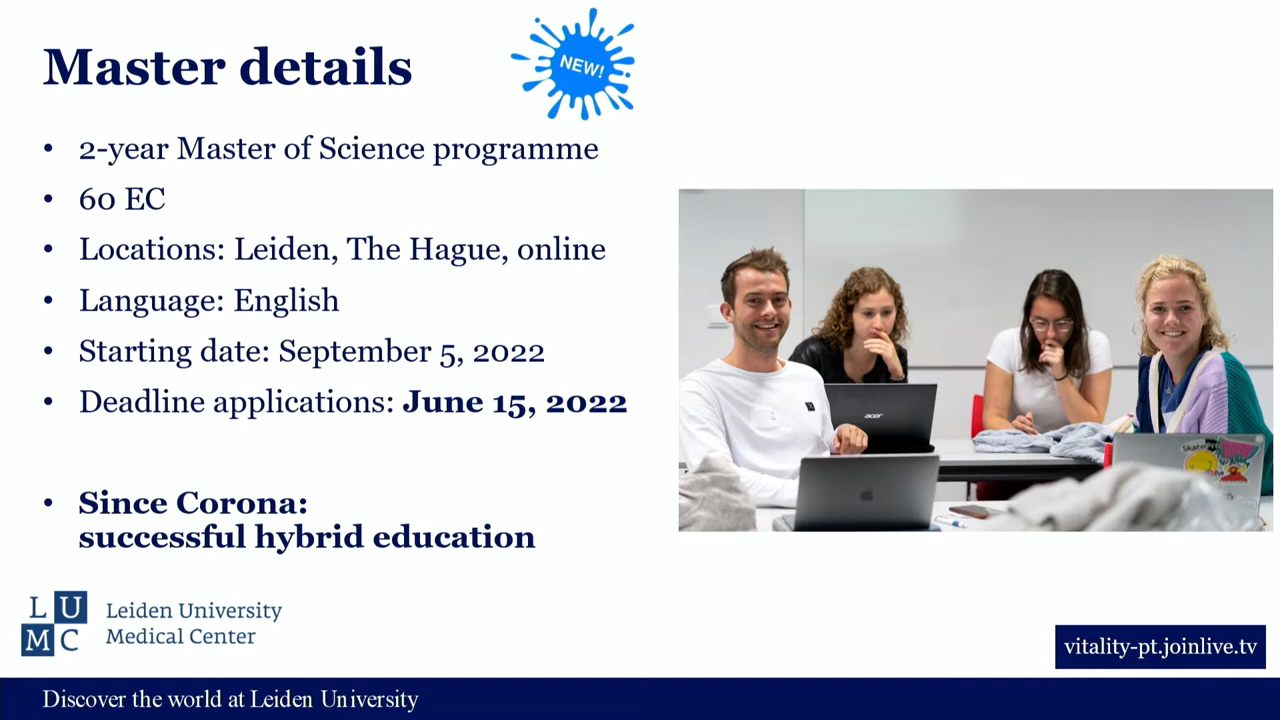 Master details
NEW!
• 2-year Master of Science programme
• 60 EC
• Locations: Leiden, The Hague, online
• Language: English
• Starting date: September 5, 2022
• Deadline applications: June 15, 2022
• Since Corona:
successful hybrid education
acer
L U
M C
Leiden University
Medical Center
vitality-pt.joinlive.tv
Discover the world at Leiden University